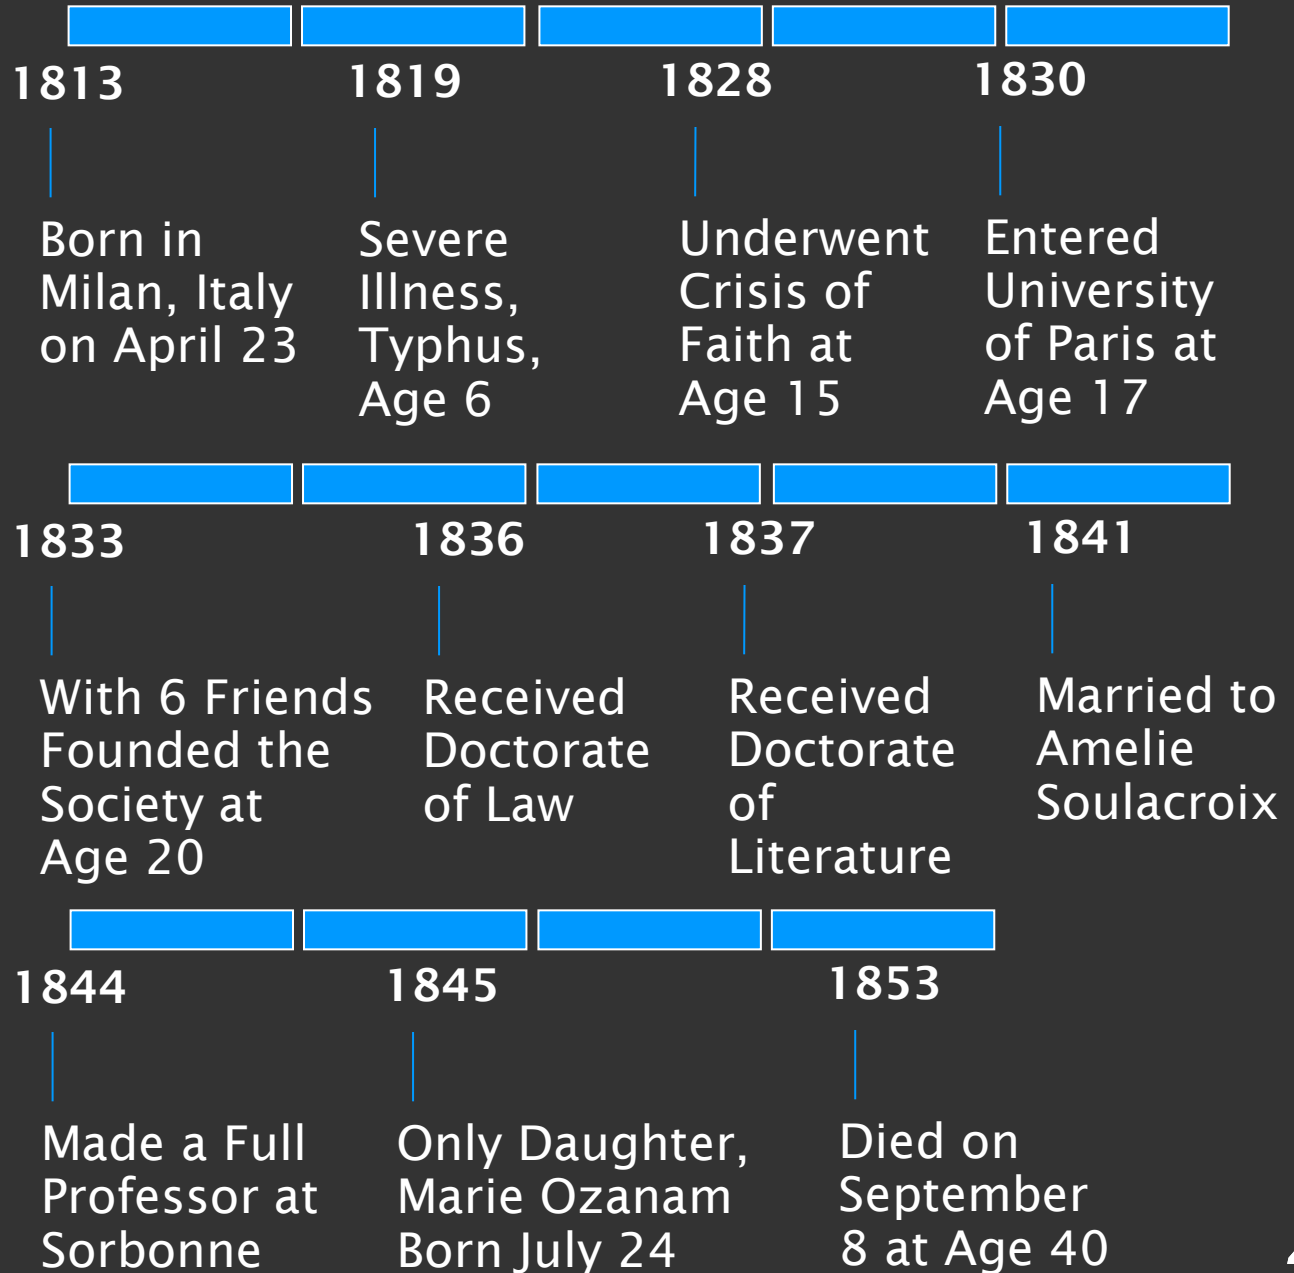 1813
Born in
Milan, Italy
on April 23
1819
Severe
Illness,
Typhus,
Age 6
1828
Underwent
Crisis of
Faith at
Age 15
1830
Entered
University
of Paris at
Age 17
1833
With 6 Friends
Founded the
Society at
Age 20
1836
Received
Doctorate
of Law
1837
Received
Doctorate
of
Literature
1841
Married to
Amelie
Soulacroix
1844
Made a Full
Professor at
Sorbonne
1845
Only Daughter,
Marie Ozanam
Born July 24
1853
Died on
September
8 at Age 40